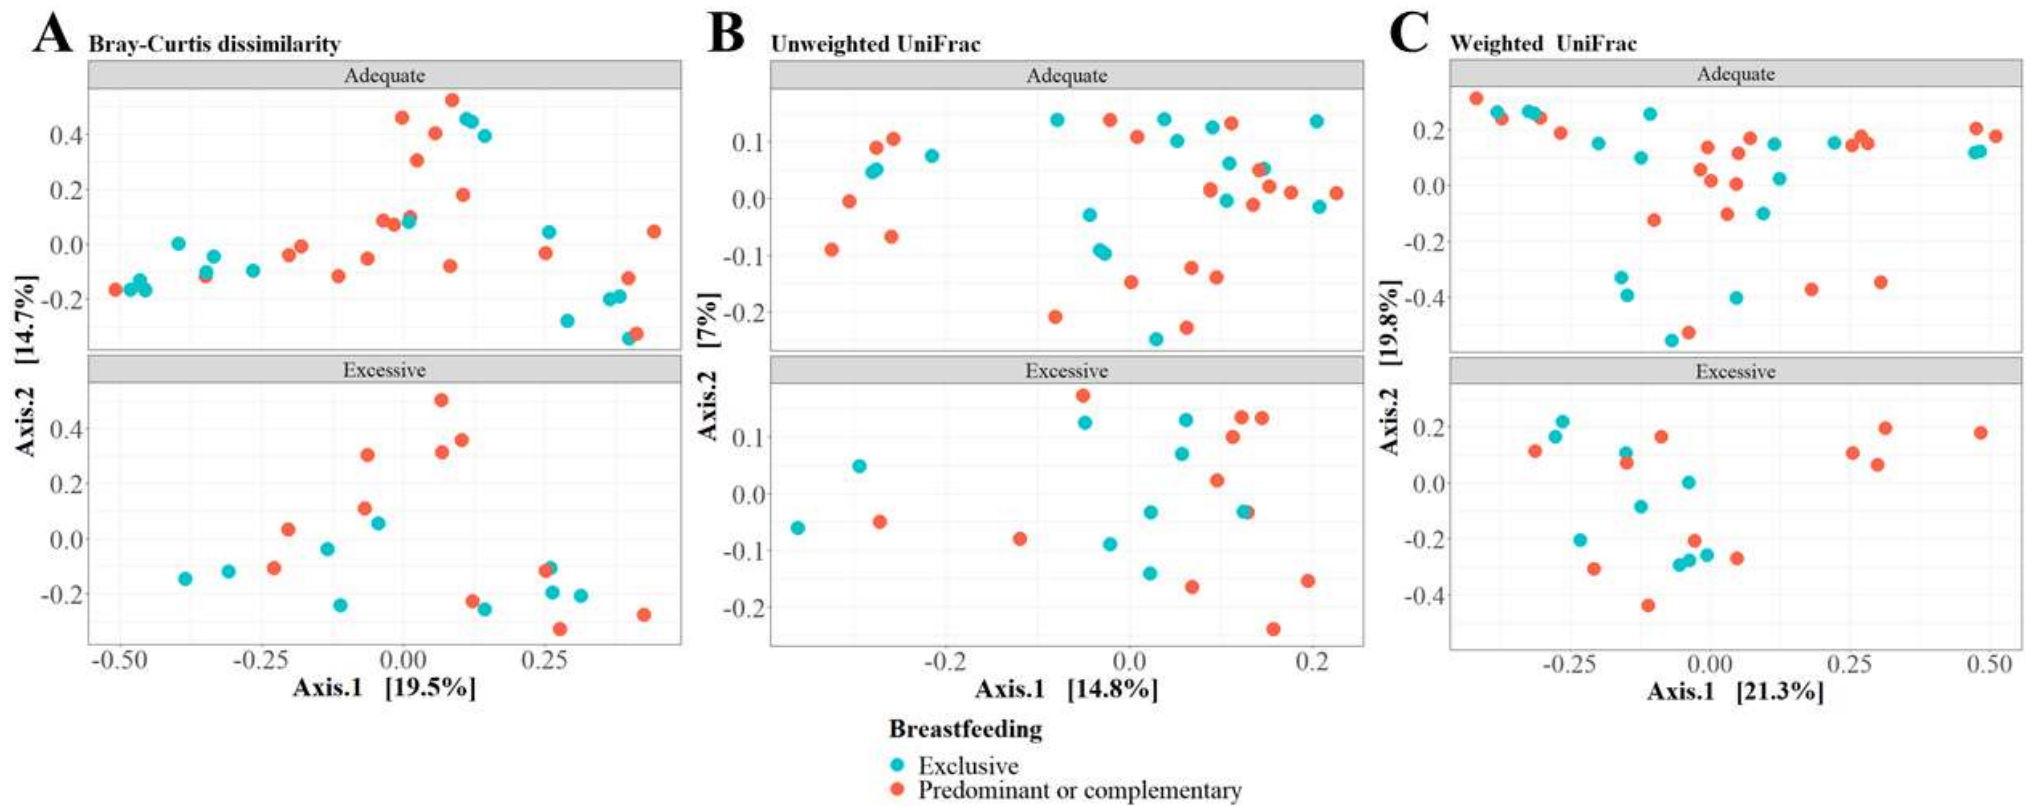 A Bray-Curtis dissimilarity
Adequate
0.4
0.2
0.0
-0.2
Excessive
0.4
0.2
0.0
-0.2
-0.50 -0.25 0.00 0.25
Axis.2 [14.7%]
Axis.1 [19.5%]
B Unweighted UniFrac
Adequate
0.1
0.0
-0.1
-0.2
Excessive
0.1
0.0
-0.1
-0.2
-0.2 0.0 0.2
Axis.2 [7%]
Axis.1 [14.8%]
C Weighted UniFrac
Adequate
0.2
0.0
-0.2
-0.4
Excessive
0.2
0.0
-0.2
-0.4
-0.25 0.00 0.25 0.50
Axis.2 [19.8%]
Axis.1 [21.3%]
Breastfeeding
Exclusive
Predominant or complementary